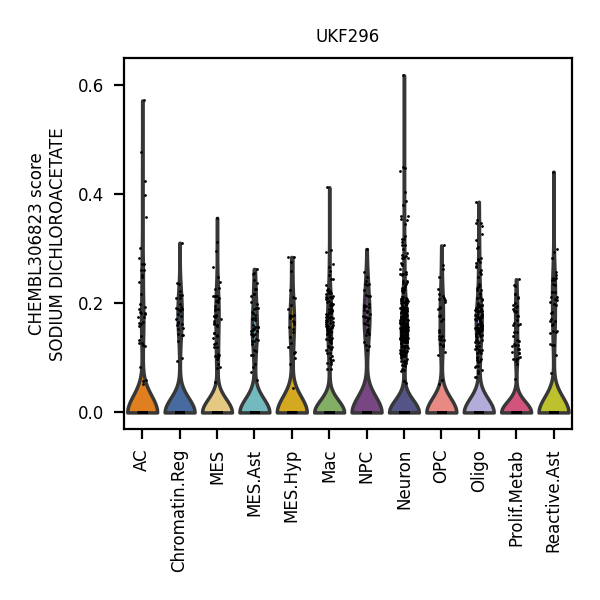 UKF296
CHEMBL306823 score
SODIUM DICHLOROACETATE
0.6
0.4
0.2
0.0
AC
Chromatin.Reg
MES
MES.Ast
MES.Hyp
Mac
NPC
Neuron
OPC
Oligo
Prolif.Metab
Reactive.Ast